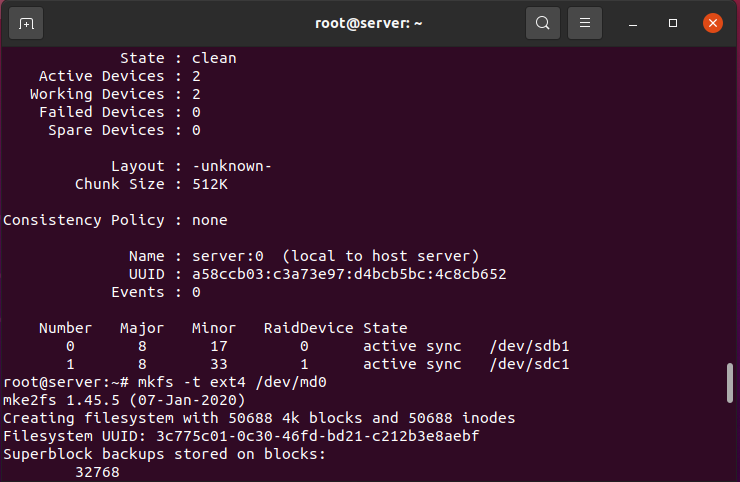 root@server: ~
State : clean
Active Devices : 2
Working Devices : 2
Failed Devices : 0
Spare Devices : 0
Layout : -unknown-
Chunk Size : 512K
Consistency Policy : none
Name : server:0  (local to host server)
UUID : a58ccb03:c3a73e97:d4bcb5bc:4c8cb652
Events : 0
Number   Major   Minor   RaidDevice State
0       8       17        0      active sync   /dev/sdb1
1       8       33        1      active sync   /dev/sdc1
root@server:~# mkfs -t ext4 /dev/md0
mke2fs 1.45.5 (07-Jan-2020)
Creating filesystem with 50688 4k blocks and 50688 inodes
Filesystem UUID: 3c775c01-0c30-46fd-bd21-c212b3e8aebf
Superblock backups stored on blocks:
32768